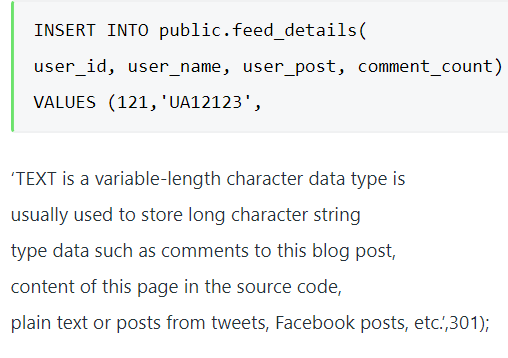 INSERT INTO public.feed_details(
user_id, user_name, user_post, comment_count)
VALUES (121,'UA12123',
‘TEXT is a variable-length character data type is
usually used to store long character string
type data such as comments to this blog post,
content of this page in the source code,
plain text or posts from tweets, Facebook posts, etc.’,301);